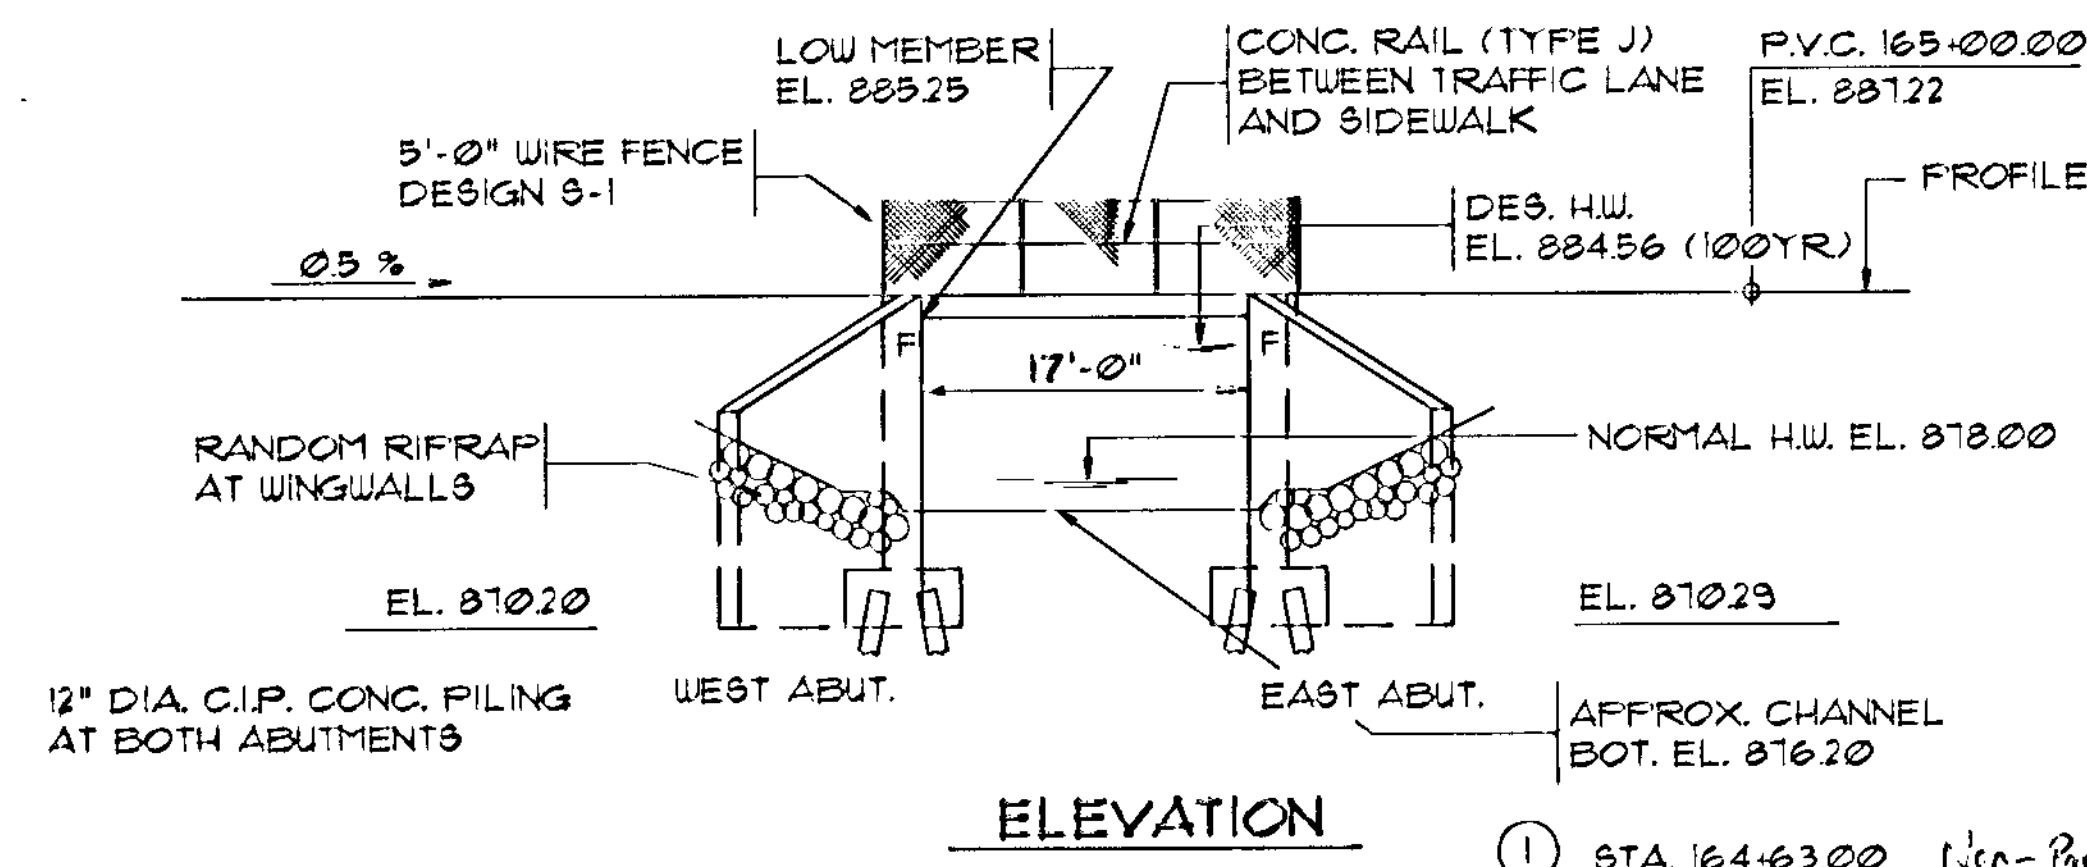 LOW MEMBER
EL. 885.25
CONC. RAIL (TYPE J)
BETWEEN TRAFFIC LANE
AND SIDEWALK
P.V.C. 165+00.00
EL. 887.22
5'-0" WIRE FENCE
DESIGN S-1
PROFILE
DES. H.W.
EL. 884.56 (100YR)
0.5 %
F
F
17'-0"
RANDOM RIPRAP
AT WINGWALLS
NORMAL H.W. EL. 878.00
EL. 870.20
EL. 870.29
12" DIA. C.I.P. CONC. PILING
AT BOTH ABUTMENTS
WEST ABUT.
EAST ABUT.
APPROX. CHANNEL
BOT. EL. 876.20
ELEVATION
1 STA. 164+63.00